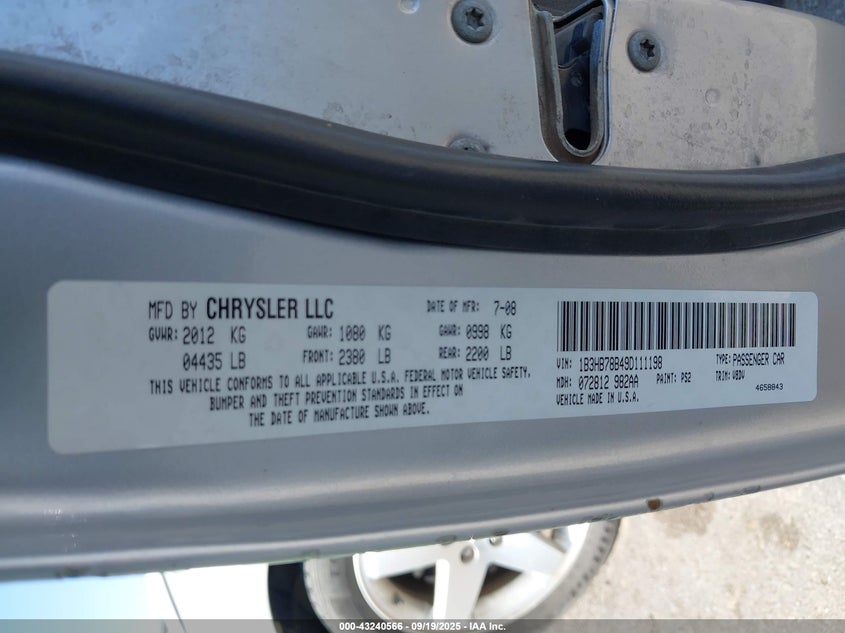 MFD BY CHRYSLER LLC DATE OF MFR: 7-08
GVWR: 2012 KG GAWR: 1080 KG GAWR: 0998 KG
04435 LB FRONT: 2380 LB REAR: 2200 LB
THIS VEHICLE CONFORMS TO ALL APPLICABLE U.S.A. FEDERAL MOTOR VEHICLE SAFETY,
BUMPER AND THEFT PREVENTION STANDARDS IN EFFECT ON
THE DATE OF MANUFACTURE SHOWN ABOVE.
VIN: 1B3HB78B49D111198 TYPE: PASSENGER CAR
MDH: 072812 982AA PAINT: PS2 TRIM: VBDV
VEHICLE MADE IN U.S.A. 4658843
000-43240566 - 09/19/2025 - IAA Inc.